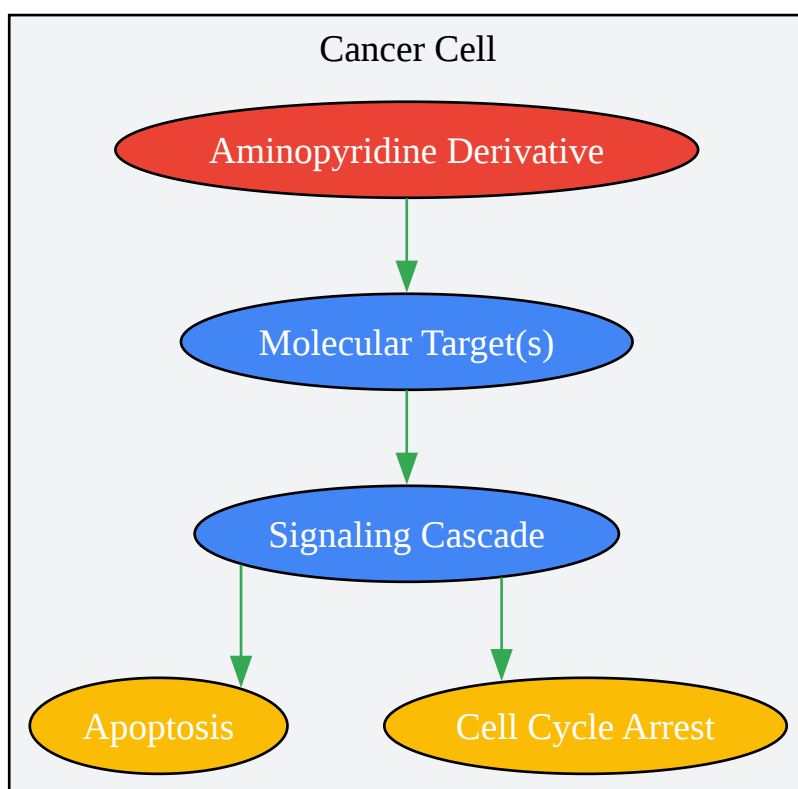 Cancer Cell
Aminopyridine Derivative
Molecular Target(s)
Signaling Cascade
Apoptosis
Cell Cycle Arrest